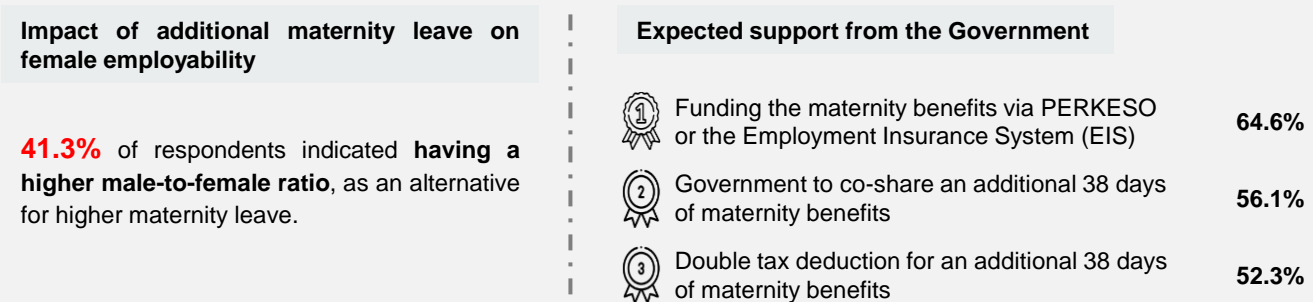 Impact of additional maternity leave on
female employability
41.3% of respondents indicated having a
higher male-to-female ratio, as an alternative
for higher maternity leave.
Expected support from the Government
1
Funding the maternity benefits via PERKESO
or the Employment Insurance System (EIS)
64.6%
2
Government to co-share an additional 38 days
of maternity benefits
56.1%
3
Double tax deduction for an additional 38 days
of maternity benefits
52.3%